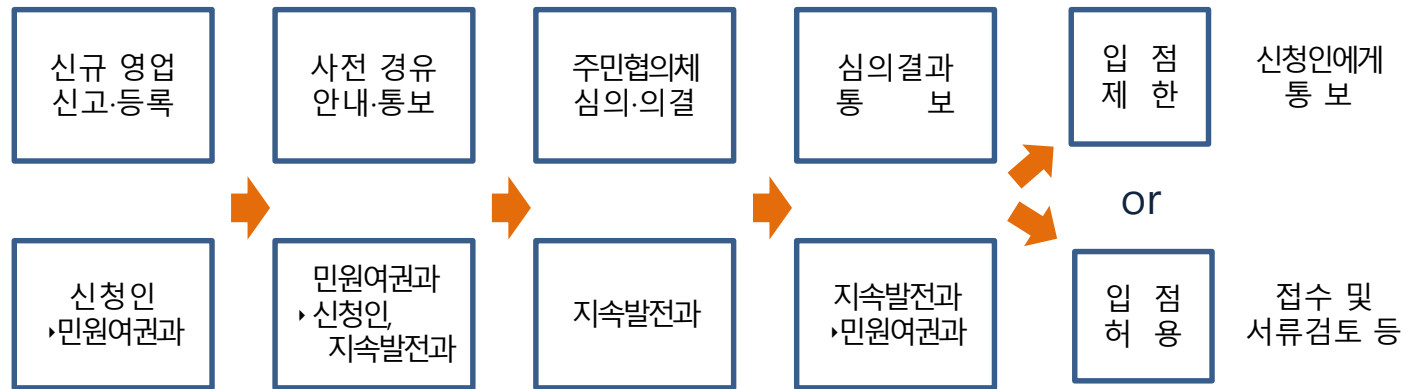 신규 영업
신고·등록
사전 경유
안내·통보
주민협의체
심의·의결
심의결과
통 보
입 점
제 한
신청인에게
통 보
or
신청인
▸민원여권과
민원여권과
▸신청인,
지속발전과
지속발전과
지속발전과
▸민원여권과
입 점
허 용
접수 및
서류검토 등